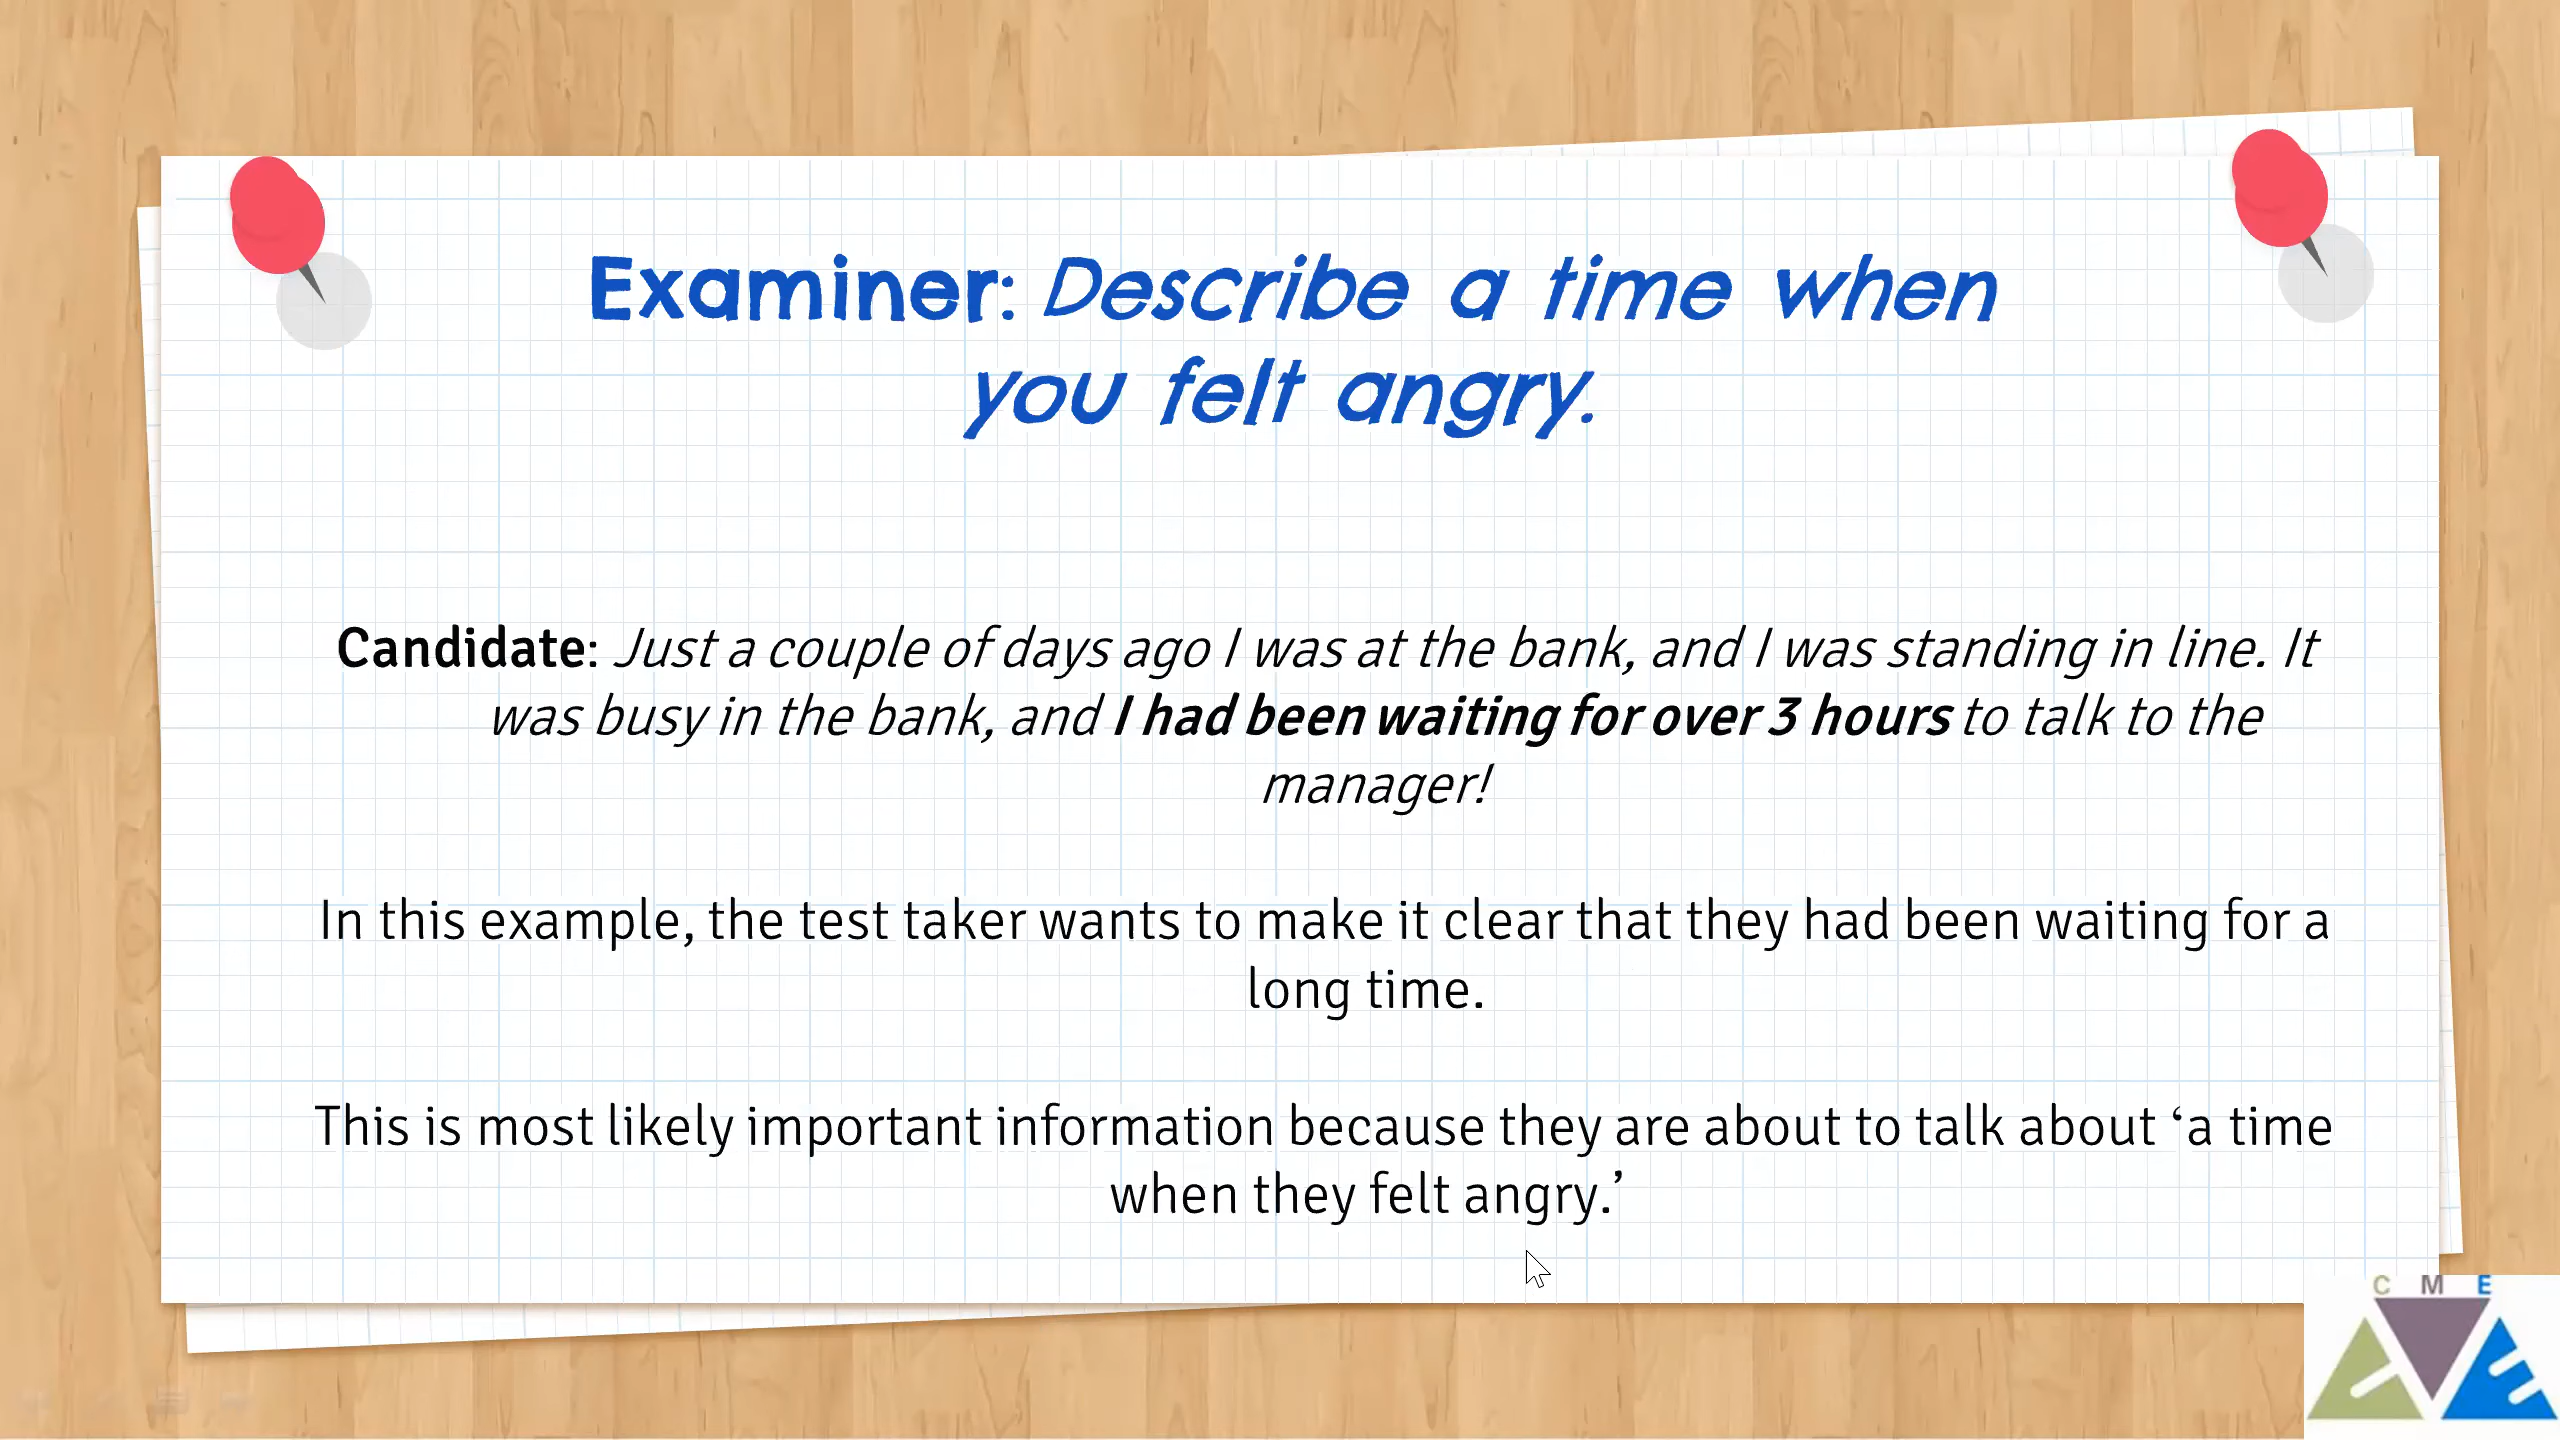 Examiner: Describe a time when
you felt angry.
Candidate: Just a couple of days ago I was at the bank, and I was standing in line. It
was busy in the bank, and I had been waiting for over 3 hours to talk to the
manager!
In this example, the test taker wants to make it clear that they had been waiting for a
long time.
This is most likely important information because they are about to talk about ‘a time
when they felt angry.’
C M E